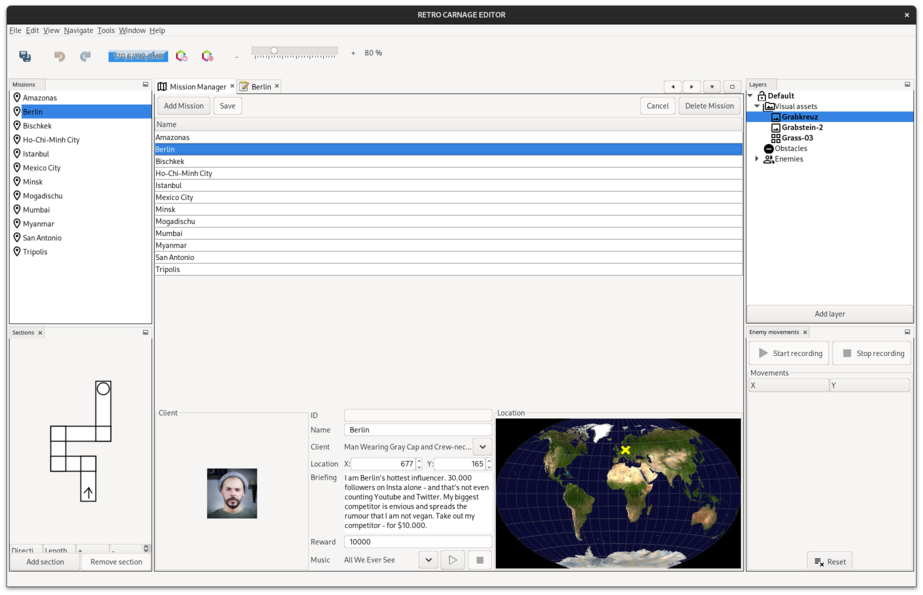 RETRO CARNAGE EDITOR
File Edit View Navigate Tools Window Help
- + 80 %
Missions
Amazonas
Berlin
Bischkek
Ho-Chi-Minh City
Istanbul
Mexico City
Minsk
Mogadischu
Mumbai
Myanmar
San Antonio
Tripolis
Sections
Directi Length
Add section Remove section
Mission Manager Berlin
Add Mission Save Cancel Delete Mission
Name
Amazonas
Berlin
Bischkek
Ho-Chi-Minh City
Istanbul
Mexico City
Minsk
Mogadischu
Mumbai
Myanmar
San Antonio
Tripolis
Client
ID
Name Berlin
Client Man Wearing Gray Cap and Crew-nec...
Location X: 677 Y: 165
Briefing
I am Berlin's hottest influencer. 30.000
followers on Insta alone - and that's not even
counting Youtube and Twitter. My biggest
competitor is envious and spreads the
rumour that I am not vegan. Take out my
competitor - for $10.000.
Reward 10000
Music All We Ever See
Location
Layers
Default
Visual assets
Grabkreuz
Grabstein-2
Grass-03
Obstacles
Enemies
Add layer
Enemy movements
Start recording Stop recording
Movements
X Y
Reset